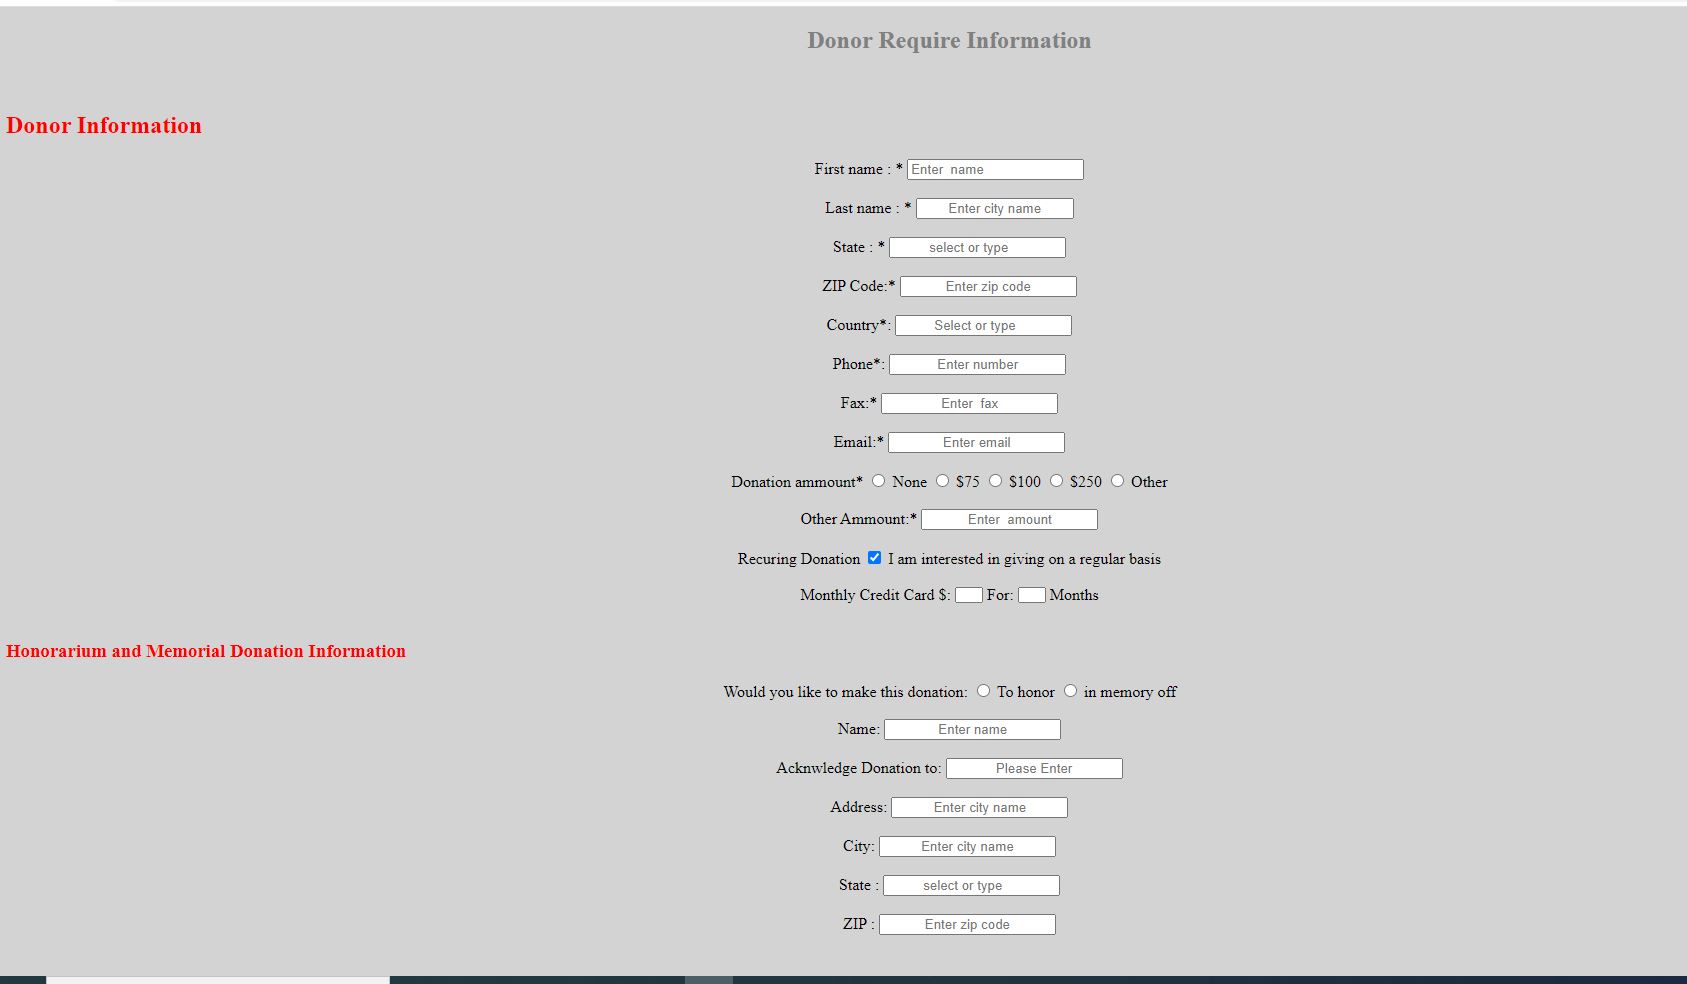 Donor Require Information
Donor Information
First name : * Enter  name
Last name : * Enter city name
State : * select or type
ZIP Code:* Enter zip code
Country*: Select or type
Phone*: Enter number
Fax:* Enter  fax
Email:* Enter email
Donation ammount* None $75 $100 $250 Other
Other Ammount:* Enter  amount
Recuring Donation I am interested in giving on a regular basis
Monthly Credit Card $: For: Months
Honorarium and Memorial Donation Information
Would you like to make this donation: To honor in memory off
Name: Enter name
Acknwledge Donation to: Please Enter
Address: Enter city name
City: Enter city name
State : select or type
ZIP : Enter zip code